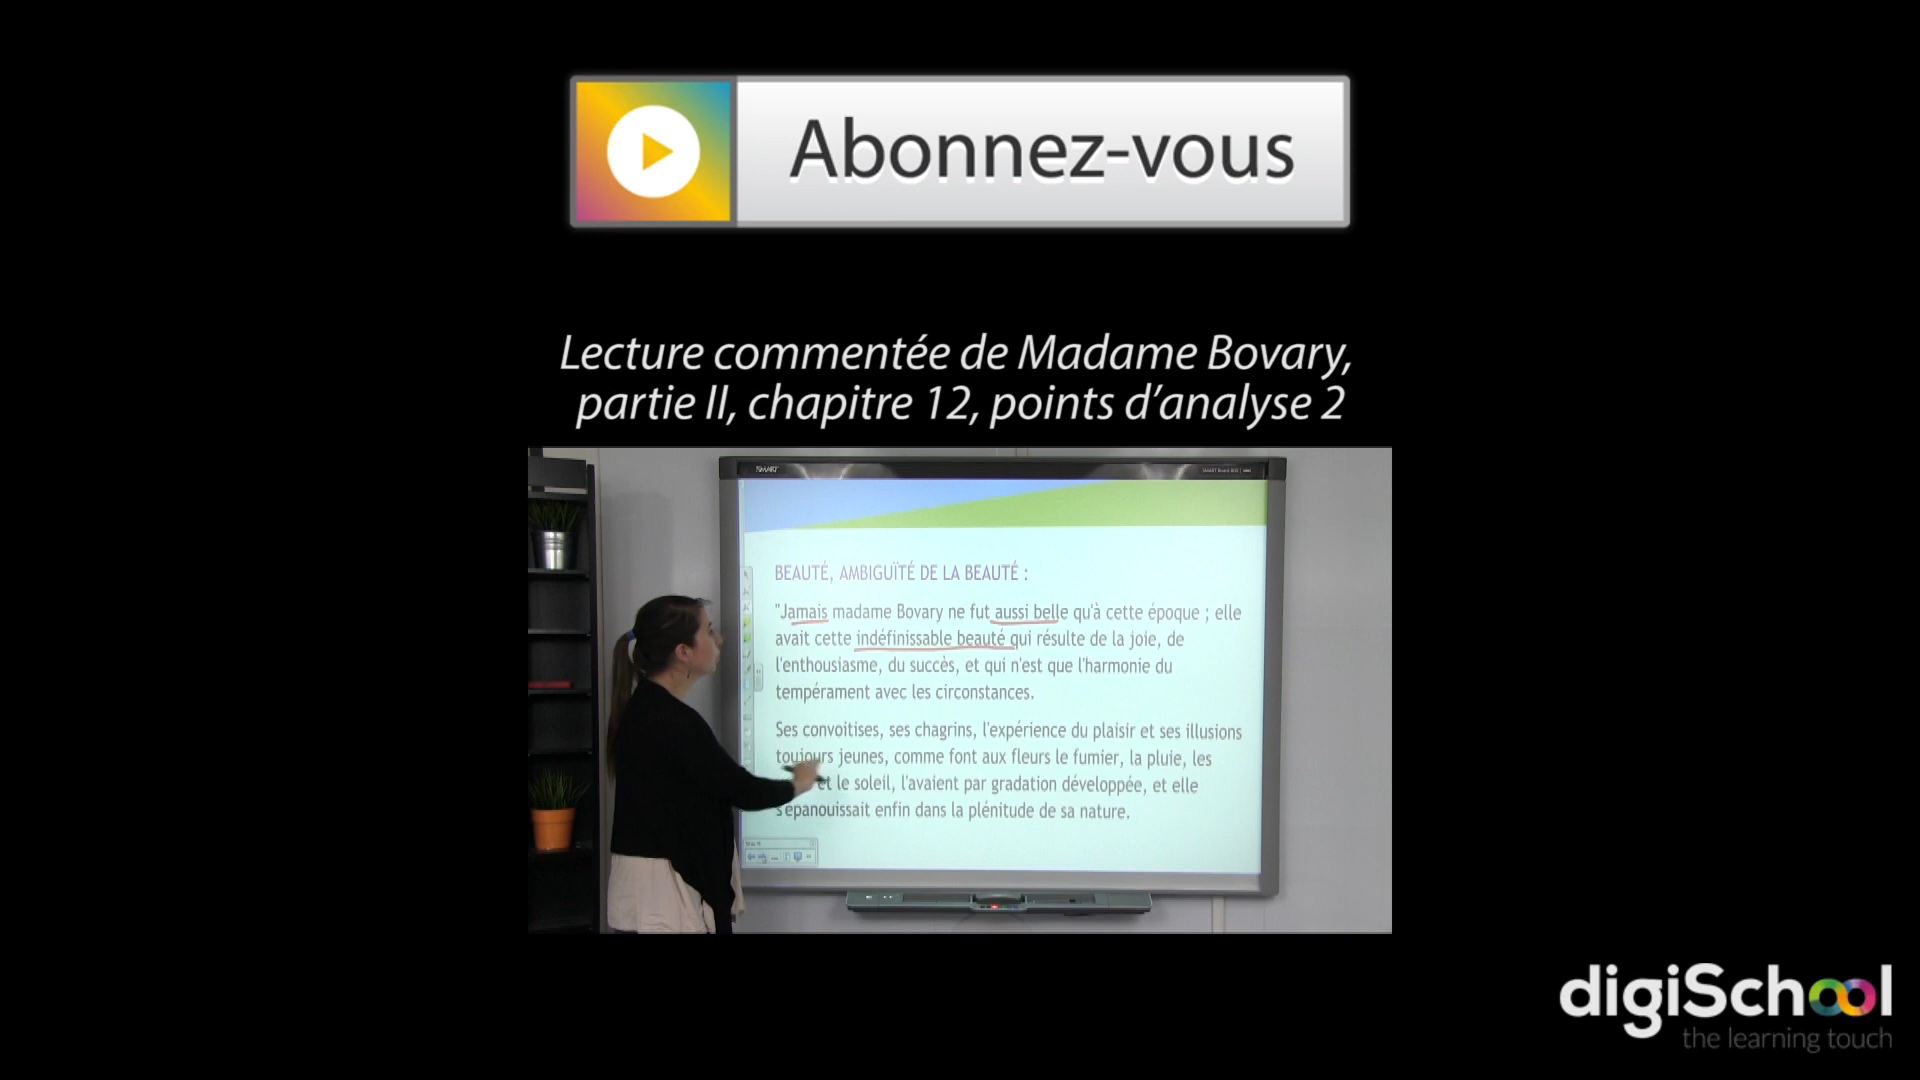 Abonnez-vous
Lecture commentée de Madame Bovary,
partie II, chapitre 12, points d’analyse 2
SMART
SMART Board
BEAUTÉ, AMBIGUÏTÉ DE LA BEAUTÉ :
"Jamais madame Bovary ne fut aussi belle qu'à cette époque ; elle
avait cette indéfinissable beauté qui résulte de la joie, de
l'enthousiasme, du succès, et qui n'est que l'harmonie du
tempérament avec les circonstances.
Ses convoitises, ses chagrins, l'expérience du plaisir et ses illusions
toujours jeunes, comme font aux fleurs le fumier, la pluie, les
et le soleil, l'avaient par gradation développée, et elle
s'épanouissait enfin dans la plénitude de sa nature.
digiSchool
the learning touch